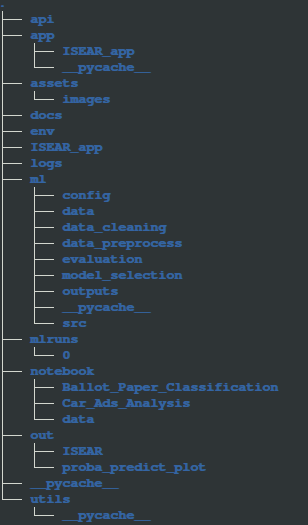 .
├── api
├── app
│   ├── ISEAR_app
│   └── __pycache__
├── assets
│   └── images
├── docs
├── env
├── ISEAR_app
├── logs
├── ml
│   ├── config
│   ├── data
│   ├── data_cleaning
│   ├── data_preprocess
│   ├── evaluation
│   ├── model_selection
│   ├── outputs
│   ├── __pycache__
│   └── src
├── mlruns
│   └── 0
├── notebook
│   ├── Ballot_Paper_Classification
│   ├── Car_Ads_Analysis
│   └── data
├── out
│   ├── ISEAR
│   └── proba_predict_plot
├── __pycache__
└── utils
    └── __pycache__